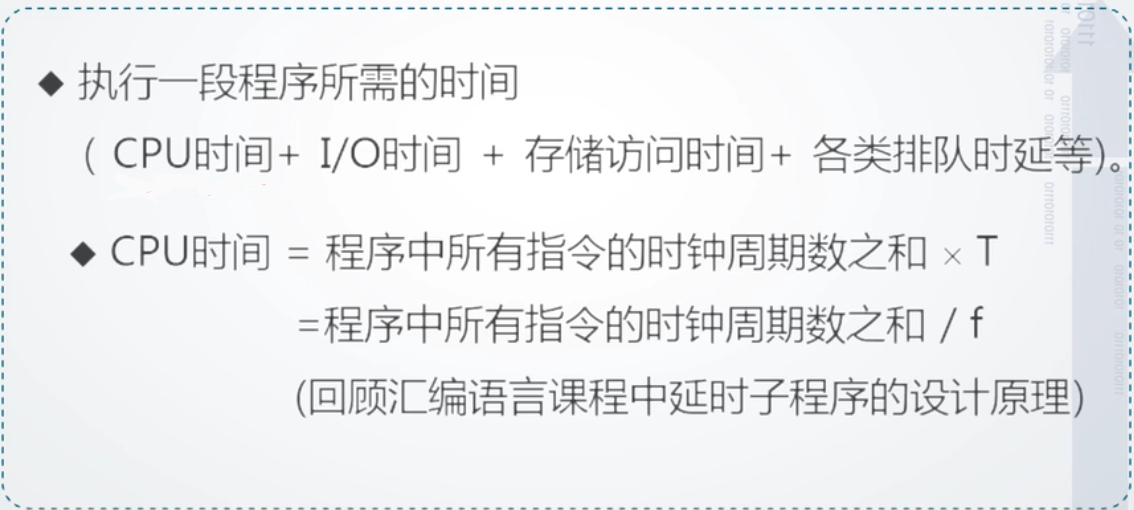 ◆ 执行一段程序所需的时间
( CPU时间+ I/O时间 + 存储访问时间+ 各类排队时延等)。
◆ CPU时间 = 程序中所有指令的时钟周期数之和 × T
=程序中所有指令的时钟周期数之和 / f
(回顾汇编语言课程中延时子程序的设计原理)